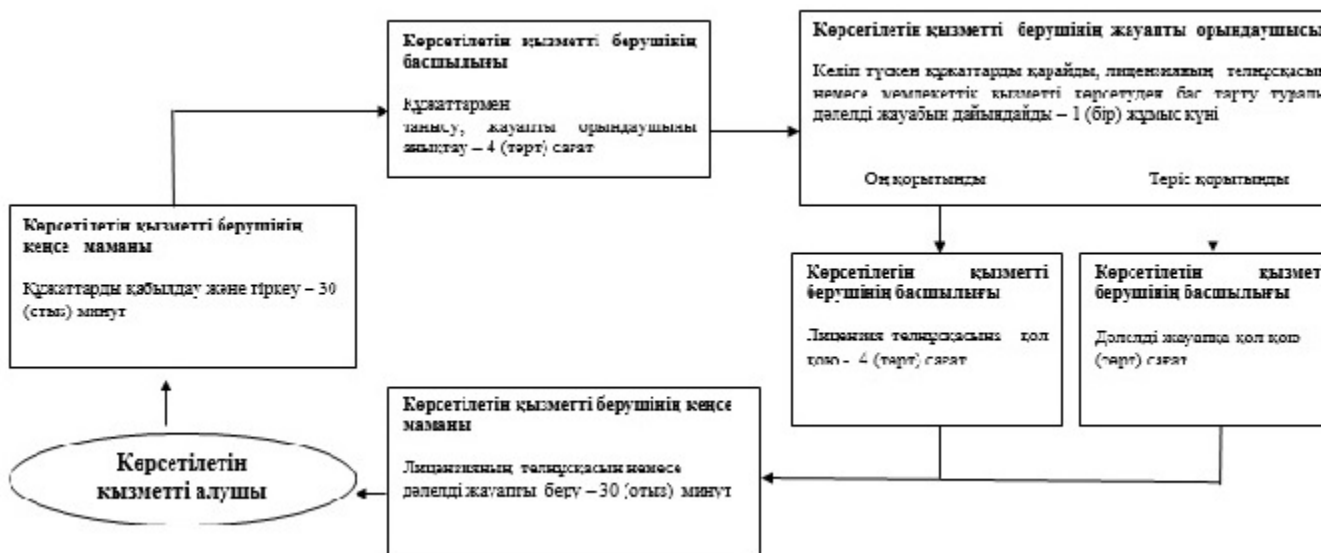 Көрсетілетін қызметті берушінің
басшылығы
Құжаттармен
танысу, жауапты орындаушыны
анықтау – 4 (төрт) сағат
Көрсетілетін қызметті берушінің жауапты орындаушысы
Келіп түскен құжаттарды қарайды, лицензияның телнұсқасын
немесе мемлекеттік қызметті көрсетуден бас тарту туралы
дәлелді жауабын дайындайды – 1 (бір) жұмыс күні
Оң қорытынды
Теріс қорытынды
Көрсетілетін қызметті берушінің
кеңсе маманы
Құжаттарды қабылдау және тіркеу – 30
(отыз) минут
Көрсетілетін қызметті
берушінің басшылығы
Лицензия телнұсқасына қол
қою - 4 (төрт) сағат
Көрсетілетін қызмет
берушінің басшылығы
Дәлелді жауапқа қол қою
(төрт) сағат
Көрсетілетін қызметті берушінің кеңсе
маманы
Лицензияның телнұсқасын немесе
дәлелді жауапты беру – 30 (отыз) минут
Көрсетілетін
қызметті алушы